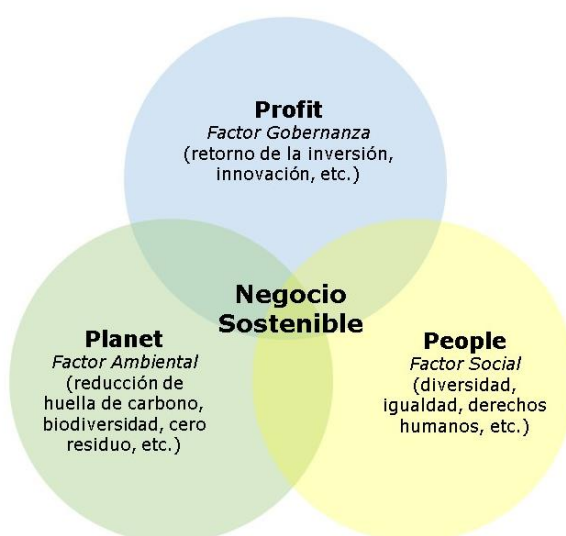 Profit
Factor Gobernanza
(retorno de la inversión,
innovación, etc.)
Negocio
Sostenible
Planet
Factor Ambiental
(reducción de
huella de carbono,
biodiversidad, cero
residuo, etc.)
People
Factor Social
(diversidad,
igualdad, derechos
humanos, etc.)